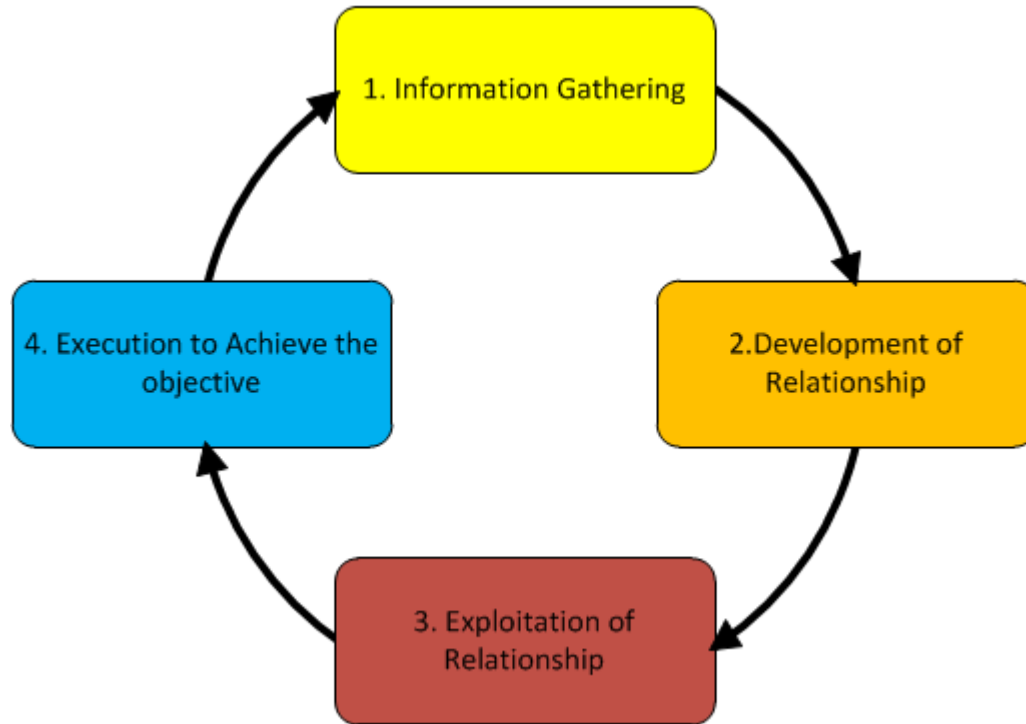 1. Information Gathering
2.Development of
Relationship
3. Exploitation of
Relationship
4. Execution to Achieve the
objective